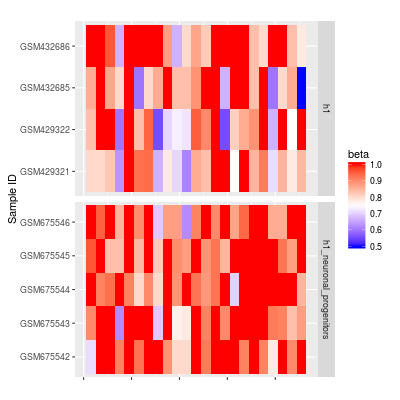 GSM432686
GSM432685
GSM429322
GSM429321
h1
GSM675546
GSM675545
GSM675544
GSM675543
GSM675542
h1_neuronal_progenitors
Sample ID
beta
1.0
0.9
0.8
0.7
0.6
0.5